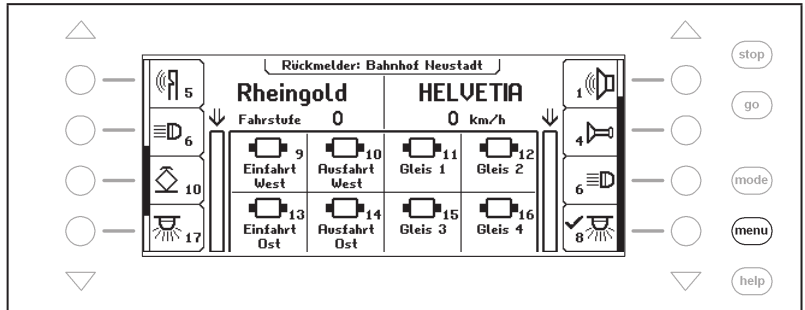 Rückmelder: Bahnhof Neustadt
Rheingold HELVETIA
Fahrstufe 0 0 km/h
5
6
10
17
9
Einfahrt
West
10
Ausfahrt
West
11
Gleis 1
12
Gleis 2
13
Einfahrt
Ost
14
Ausfahrt
Ost
15
Gleis 3
16
Gleis 4
1
4
6
8
stop
go
mode
menu
help